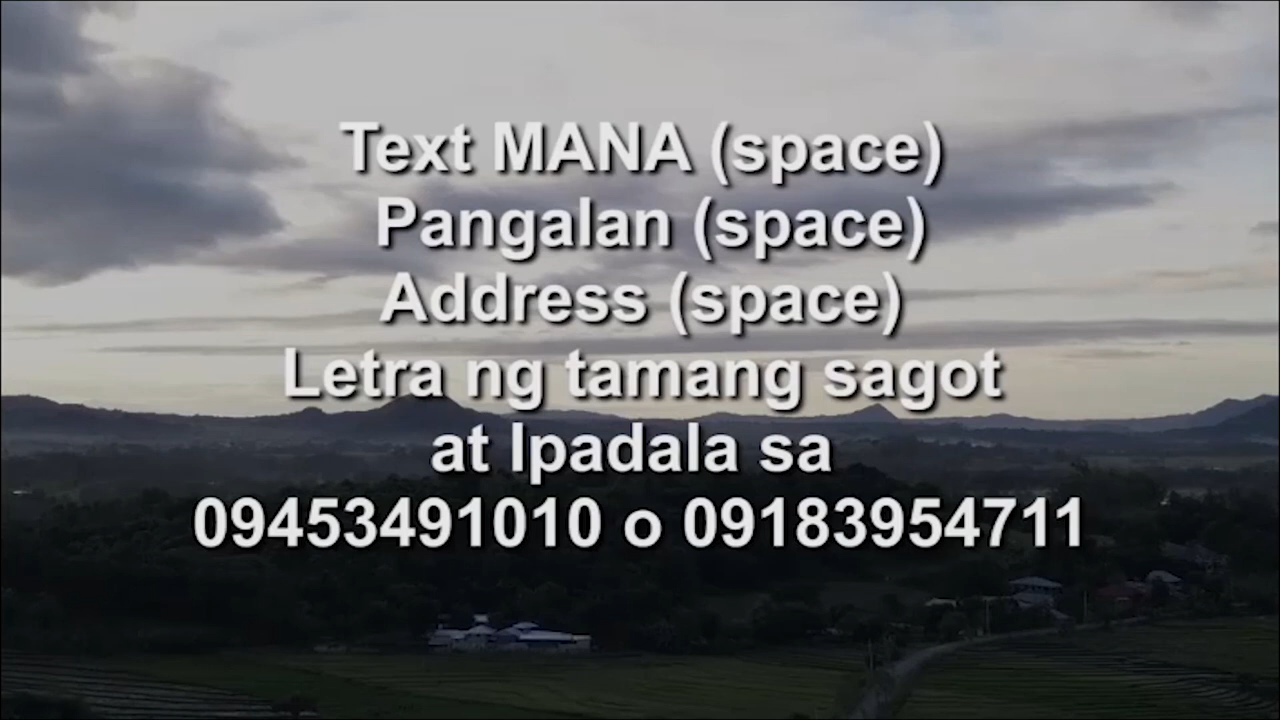 Text MANA (space)
Pangalan (space)
Address (space)
Letra ng tamang sagot
at Ipadala sa
09453491010 o 09183954711